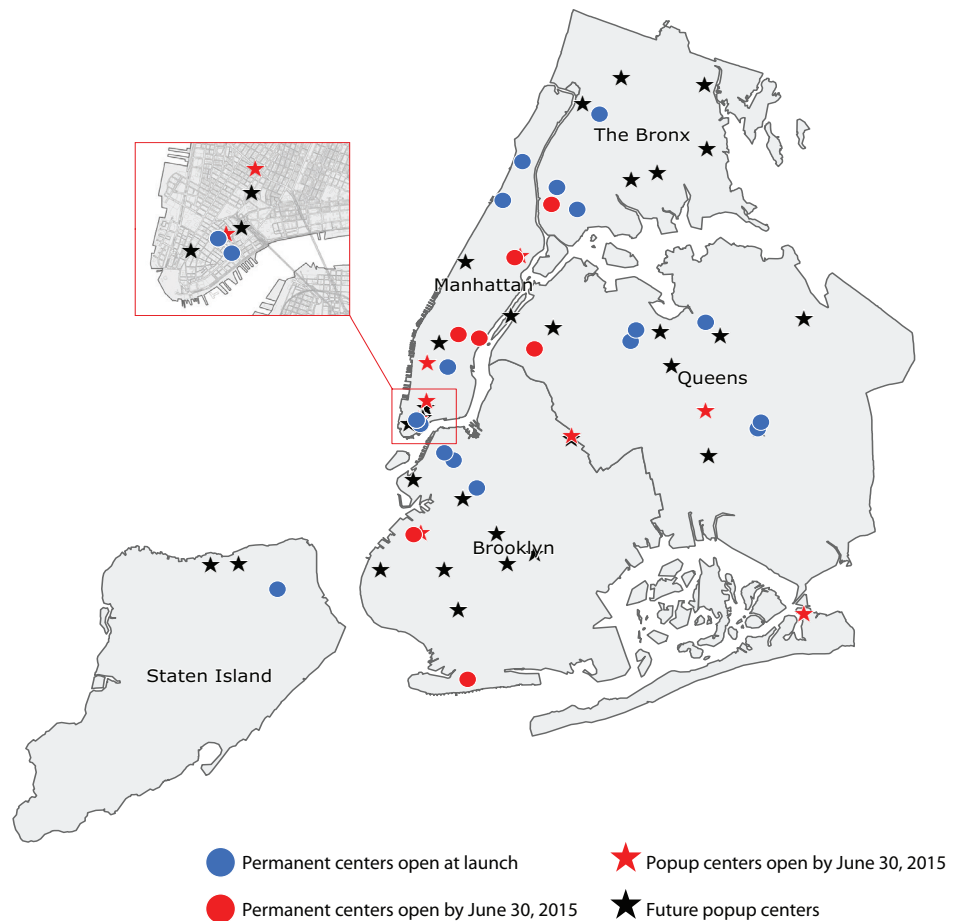 The Bronx
Manhattan
Queens
Brooklyn
Staten Island
Permanent centers open at launch
Popup centers open by June 30, 2015
Permanent centers open by June 30, 2015
Future popup centers